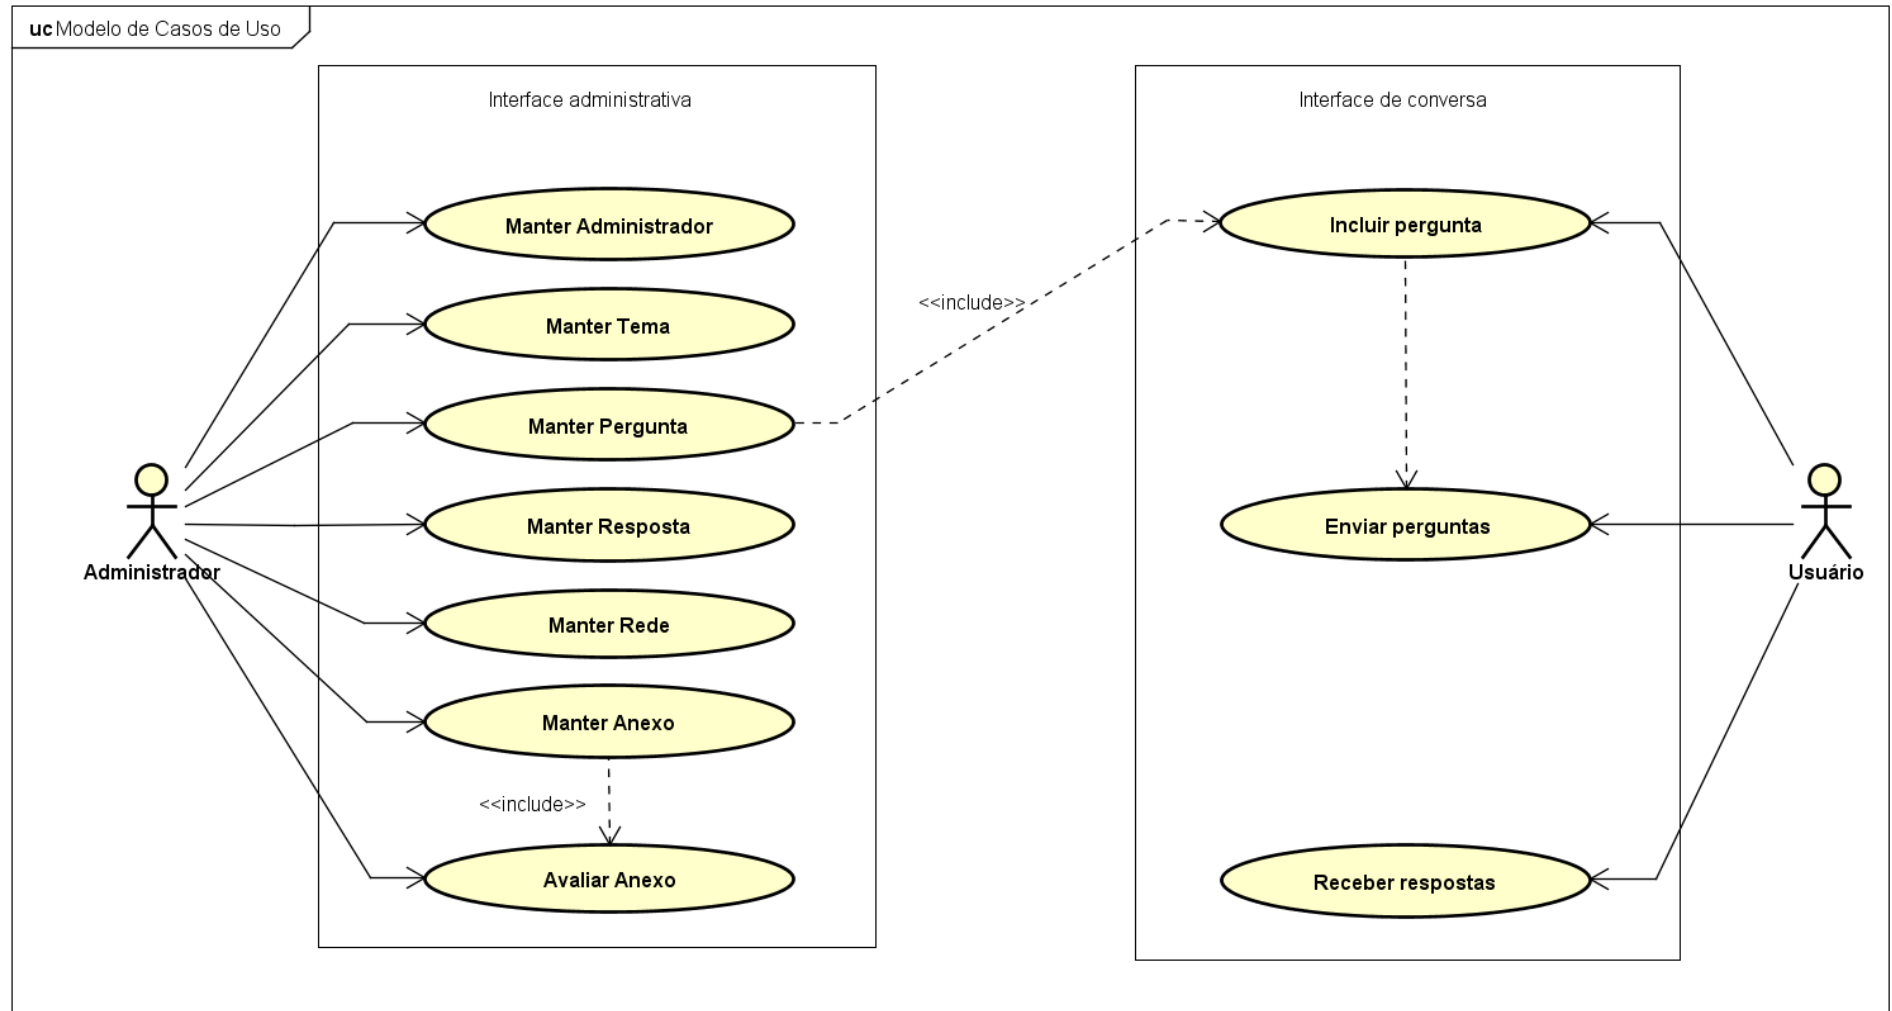 uc Modelo de Casos de Uso
Interface administrativa
Manter Administrador
Manter Tema
Manter Pergunta
Manter Resposta
Manter Rede
Manter Anexo
<<include>>
Avaliar Anexo
Administrador
<<include>>
Interface de conversa
Incluir pergunta
Enviar perguntas
Receber respostas
Usuário